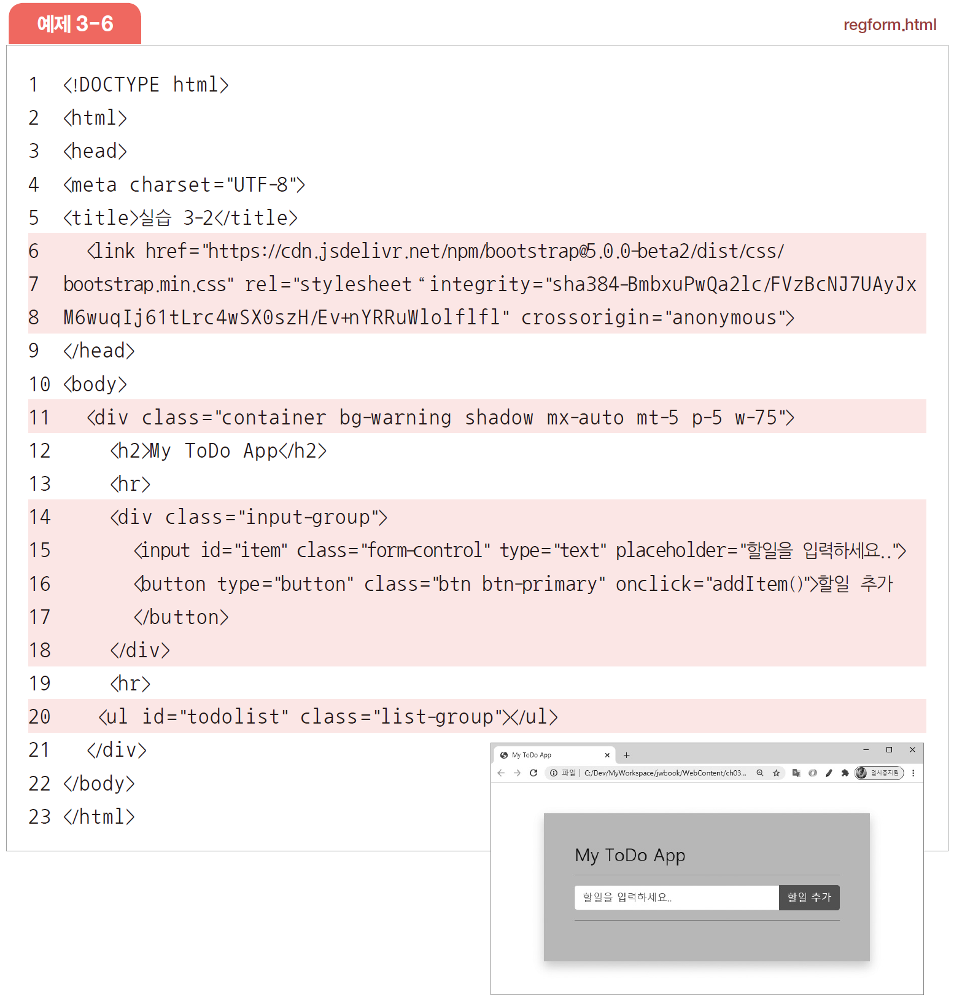 예제 3-6
regform.html
1 <!DOCTYPE html>
2 <html>
3 <head>
4 <meta charset="UTF-8">
5 <title>실습 3-2</title>
6 <link href="https://cdn.jsdelivr.net/npm/bootstrap@5.0.0-beta2/dist/css/
7 bootstrap.min.css" rel="stylesheet “integrity="sha384-BmbxuPwQa2lc/FVzBcNJ7UAyJx
8 M6wuqIj61tLrc4wSX0szH/Ev+nYRRuWlolflfl" crossorigin="anonymous">
9 </head>
10 <body>
11 <div class="container bg-warning shadow mx-auto mt-5 p-5 w-75">
12 <h2>My ToDo App</h2>
13 <hr>
14 <div class="input-group">
15 <input id="item" class="form-control" type="text" placeholder="할일을 입력하세요..">
16 <button type="button" class="btn btn-primary" onclick="addItem()">할일 추가
17 </button>
18 </div>
19 <hr>
20 <ul id="todolist" class="list-group"></ul>
21 </div>
22 </body>
23 </html>
My ToDo App
파일 | C:/Dev/MyWorkspace/jwbook/WebContent/ch03... 일시중지됨
My ToDo App
할일을 입력하세요.. 할일 추가